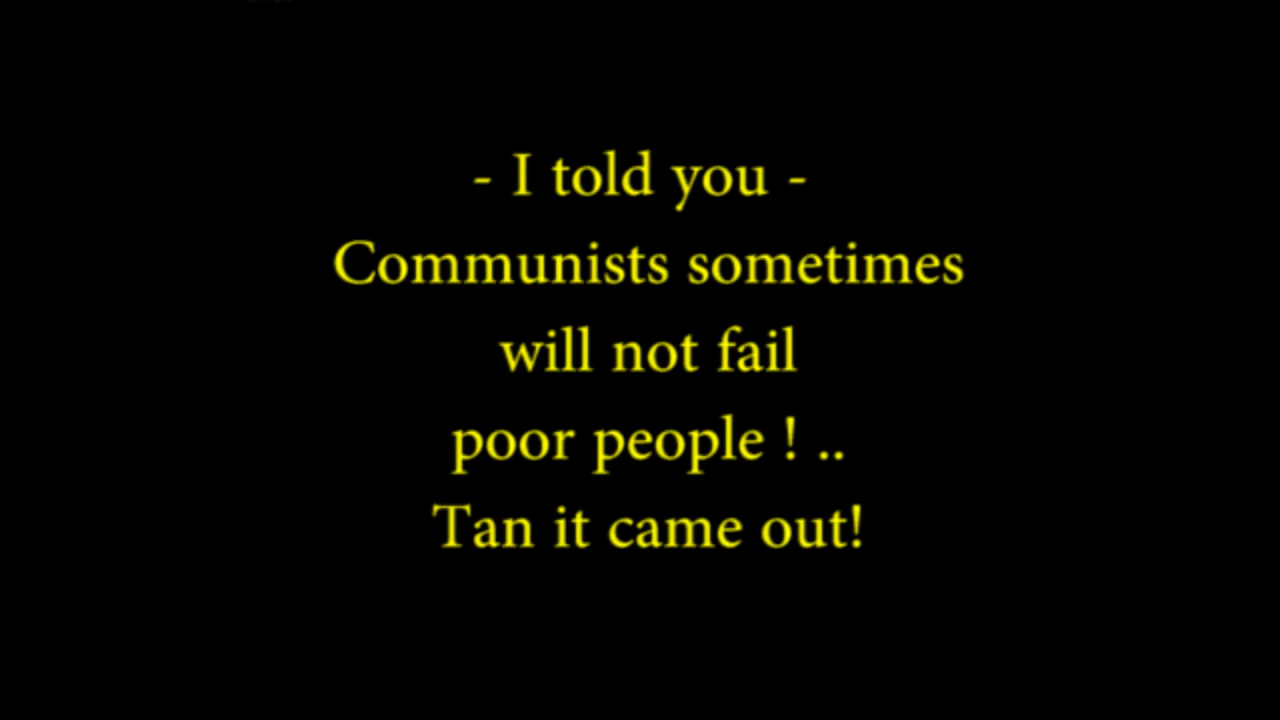 - I told you -
Communists sometimes
will not fail
poor people ! ..
Tan it came out!